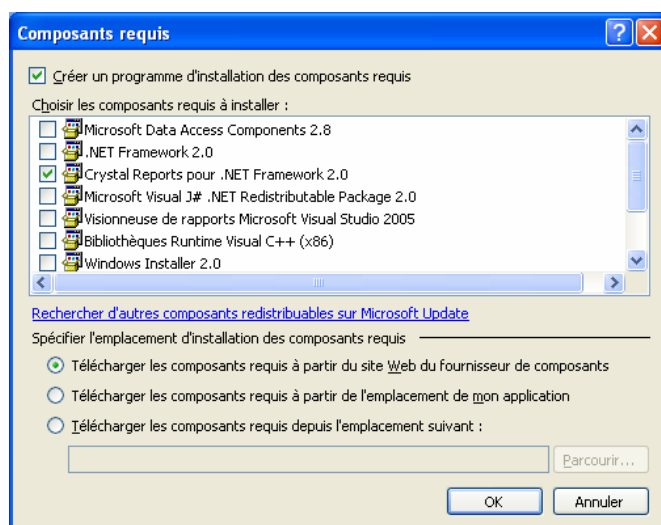 Composants requis
Créer un programme d'installation des composants requis
Choisir les composants requis à installer :
Microsoft Data Access Components 2.8
.NET Framework 2.0
Crystal Reports pour .NET Framework 2.0
Microsoft Visual J# .NET Redistributable Package 2.0
Visionneuse de rapports Microsoft Visual Studio 2005
Bibliothèques Runtime Visual C++ (x86)
Windows Installer 2.0
Rechercher d'autres composants redistribuables sur Microsoft Update
Spécifier l'emplacement d'installation des composants requis
Télécharger les composants requis à partir du site Web du fournisseur de composants
Télécharger les composants requis à partir de l'emplacement de mon application
Télécharger les composants requis depuis l'emplacement suivant :
Parcourir...
OK Annuler